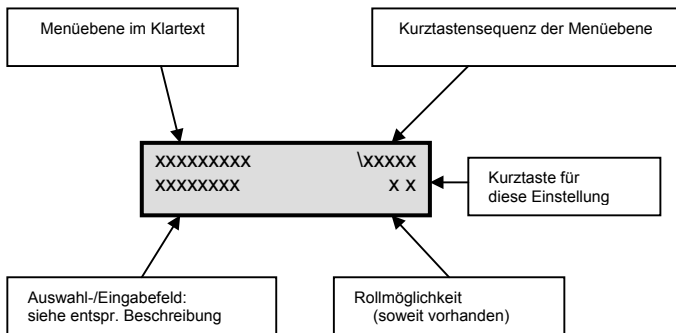 Menüebene im Klartext
Kurztastensequenz der Menüebene
xxxxxxxxx \xxxxx
xxxxxxxx x x
Kurztaste für
diese Einstellung
Auswahl-/Eingabefeld:
siehe entspr. Beschreibung
Rollmöglichkeit
(soweit vorhanden)